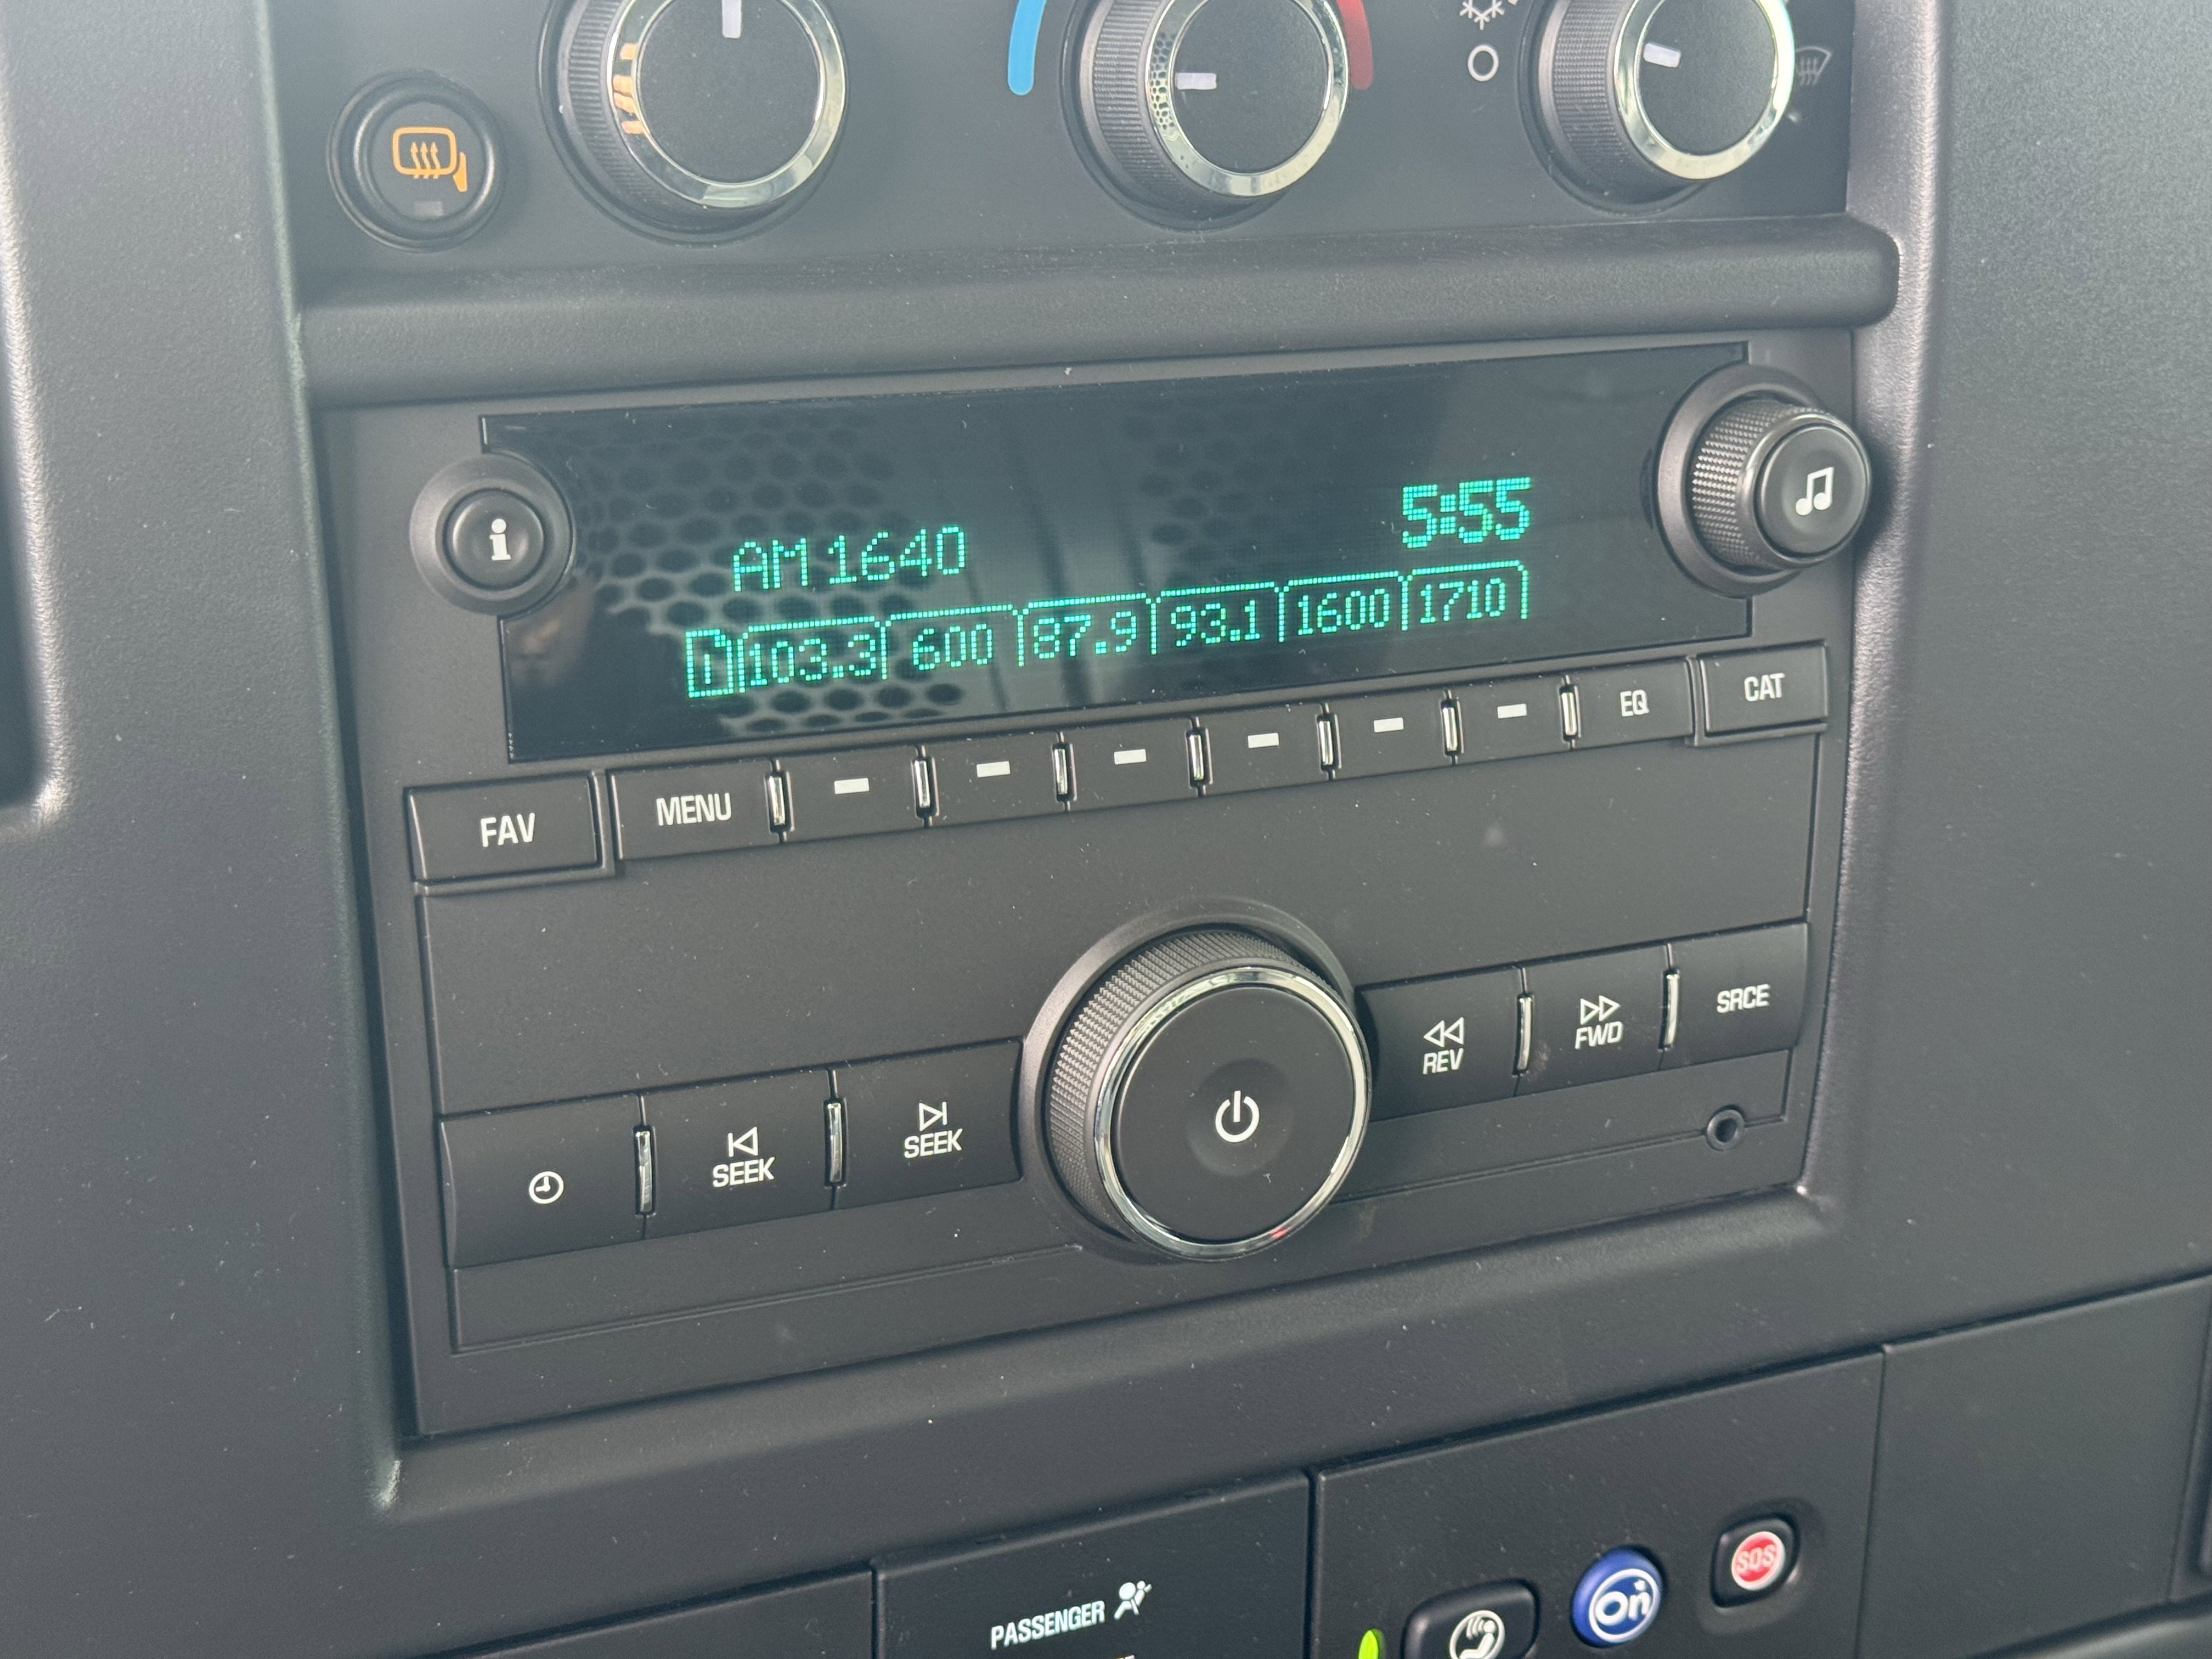 5:55
AM 1640
1 103.3 600 87.9 93.1 1600 1710
i
FAV MENU EQ CAT
SEEK SEEK REV FWD SRCE
PASSENGER
On SOS